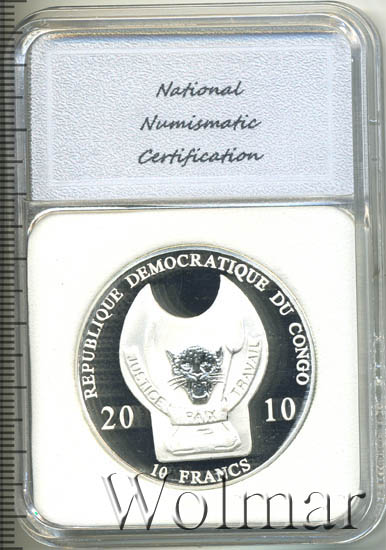 National
Numismatic
Certification
REPUBLIQUE DEMOCRATIQUE DU CONGO
JUSTICE PAIX TRAVAIL
20 10
10 FRANCS
Wolmar